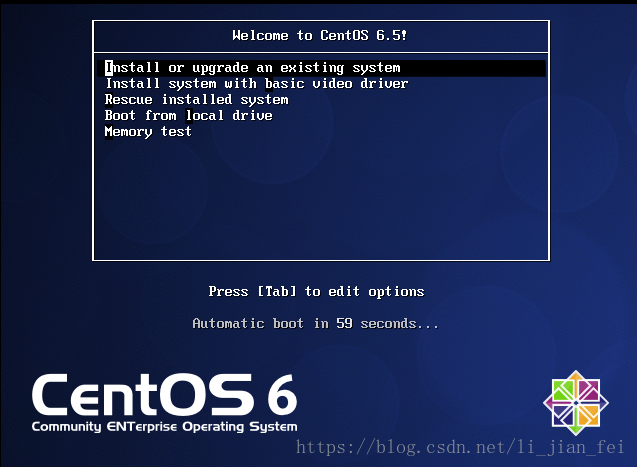 Welcome to CentOS 6.5!
Install or upgrade an existing system
Install system with basic video driver
Rescue installed system
Boot from local drive
Memory test
Press [Tab] to edit options
Automatic boot in 59 seconds...
CentOS 6
Community ENTerprise Operating System
https://blog.csdn.net/li_jian_fei